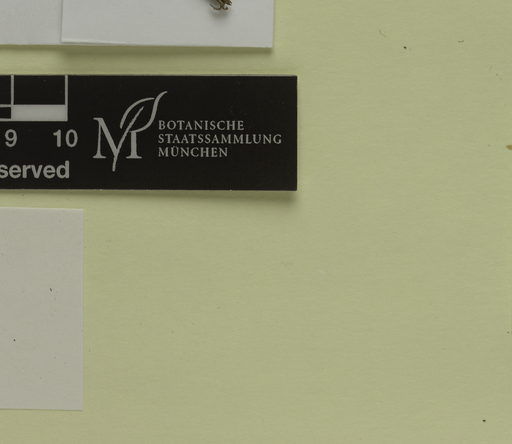 9 10
served
M
BOTANISCHE
STAATSSAMMLUNG
MÜNCHEN